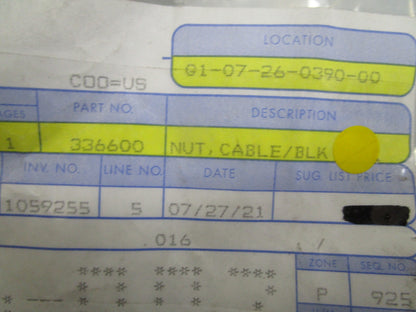 LOCATION
01-07-26-0390-00
COO=US
AGES PART NO. DESCRIPTION
1 336600 NUT, CABLE/BLK
INV. NO. LINE NO. DATE SUG. LIST PRICE
1059255 5 07/27/21
.016 /
**** **** ****
ZONE SEQ. NO.
* --- * * * P 925